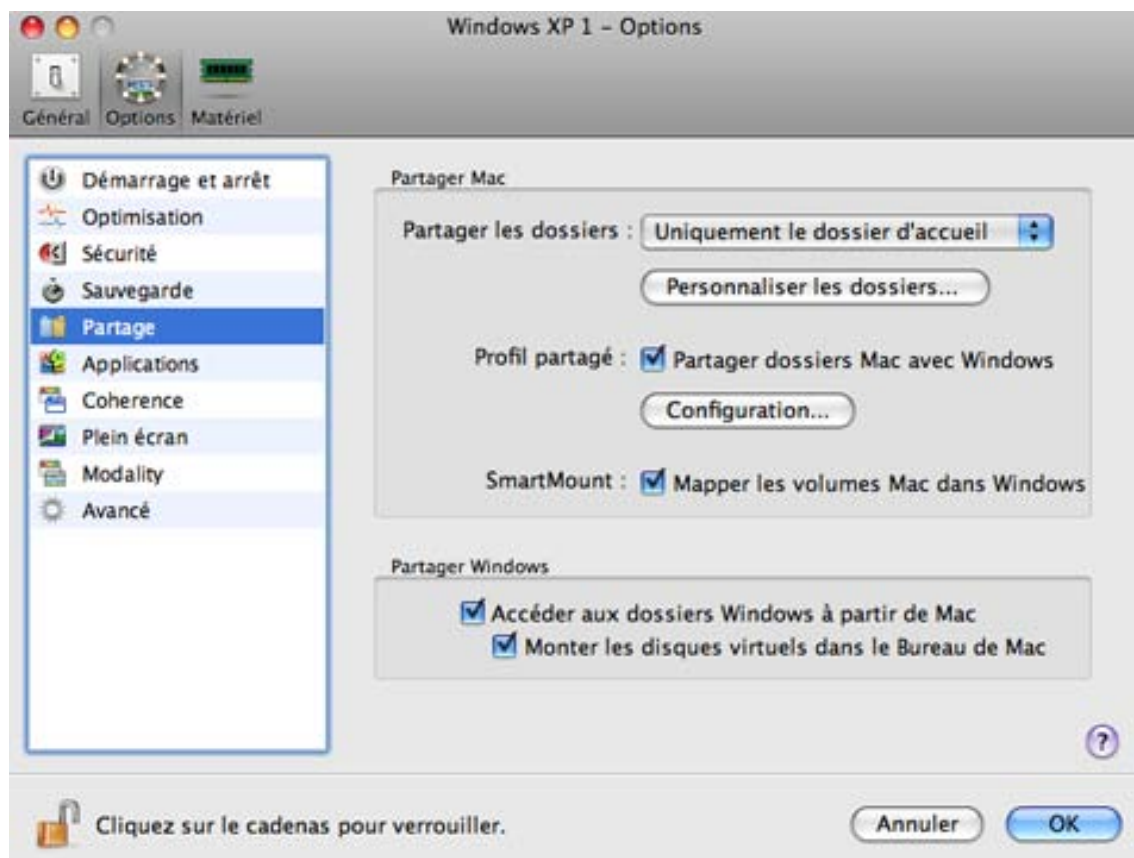 Windows XP 1 – Options
Général Options Matériel
Démarrage et arrêt
Optimisation
Sécurité
Sauvegarde
Partage
Applications
Coherence
Plein écran
Modality
Avancé
Partager Mac
Partager les dossiers : Uniquement le dossier d'accueil
Personnaliser les dossiers...
Profil partagé : Partager dossiers Mac avec Windows
Configuration...
SmartMount : Mapper les volumes Mac dans Windows
Partager Windows
Accéder aux dossiers Windows à partir de Mac
Monter les disques virtuels dans le Bureau de Mac
?
Cliquez sur le cadenas pour verrouiller.
Annuler OK